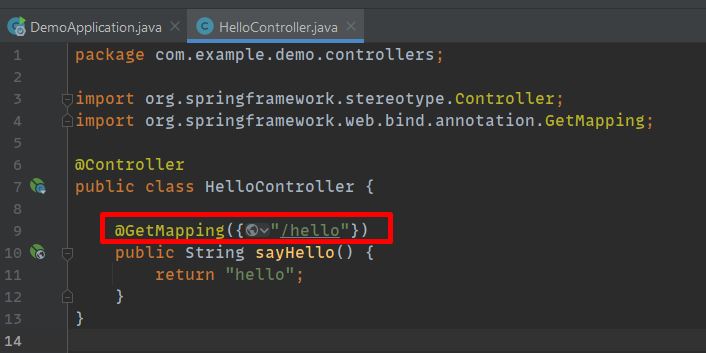 DemoApplication.java HelloController.java
1 package com.example.demo.controllers;
2
3 import org.springframework.stereotype.Controller;
4 import org.springframework.web.bind.annotation.GetMapping;
5
6 @Controller
7 public class HelloController {
8
9 @GetMapping({"/hello"})
10 public String sayHello() {
11 return "hello";
12 }
13 }
14